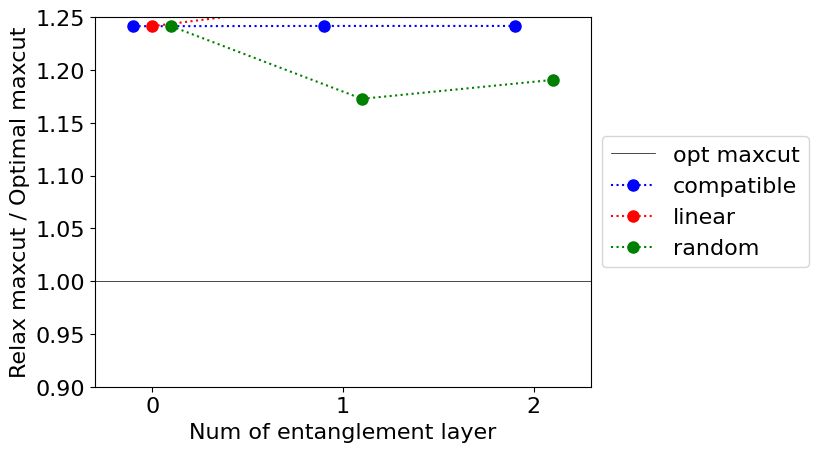 1.25
1.20
1.15
1.10
1.05
1.00
0.95
0.90
Relax maxcut / Optimal maxcut
0 1 2
Num of entanglement layer
opt maxcut
compatible
linear
random